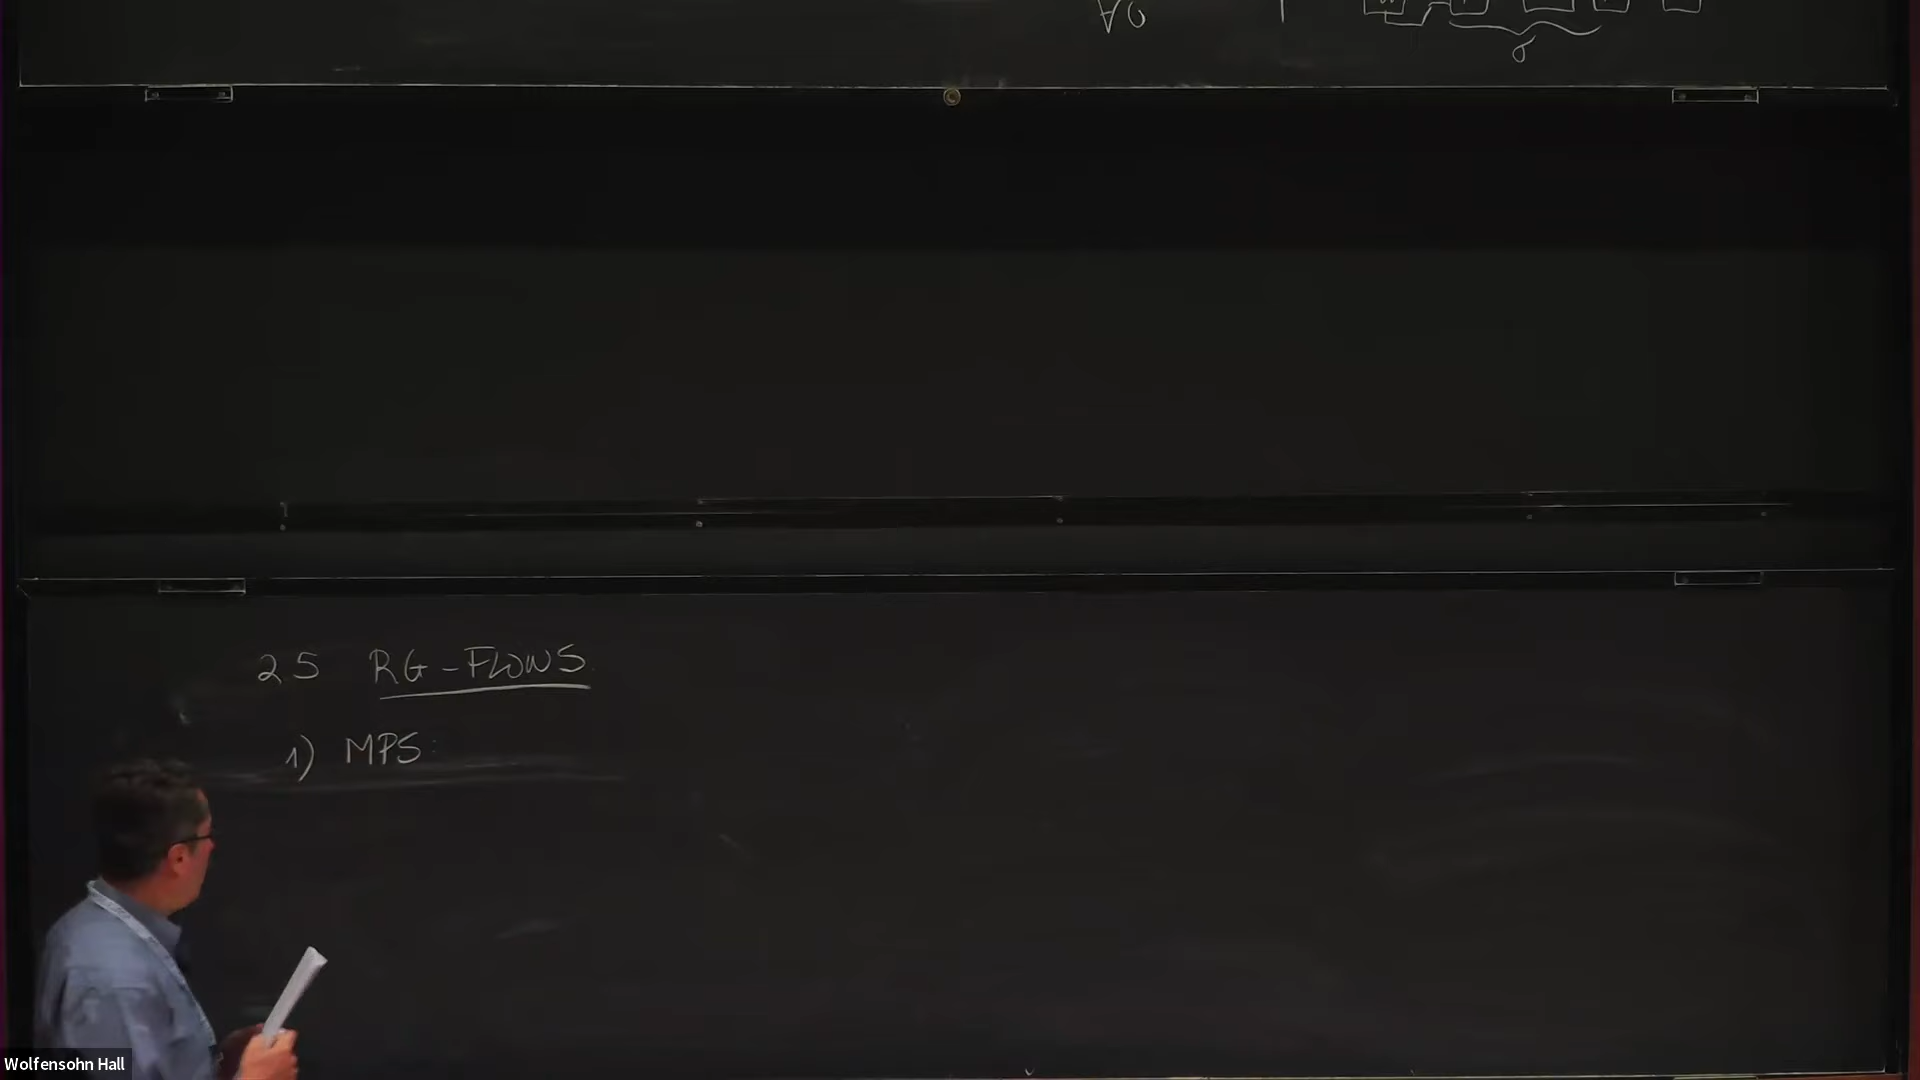 ∀σ
σ
25 RG-FLOWS
1) MPS:
Wolfensohn Hall